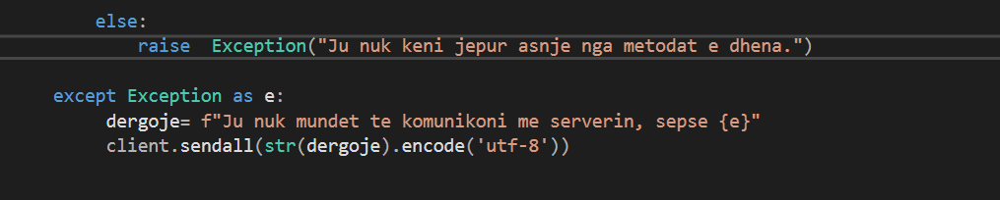 else:
raise  Exception("Ju nuk keni jepur asnje nga metodat e dhena.")
except Exception as e:
dergoje= f"Ju nuk mundet te komunikoni me serverin, sepse {e}"
client.sendall(str(dergoje).encode('utf-8'))